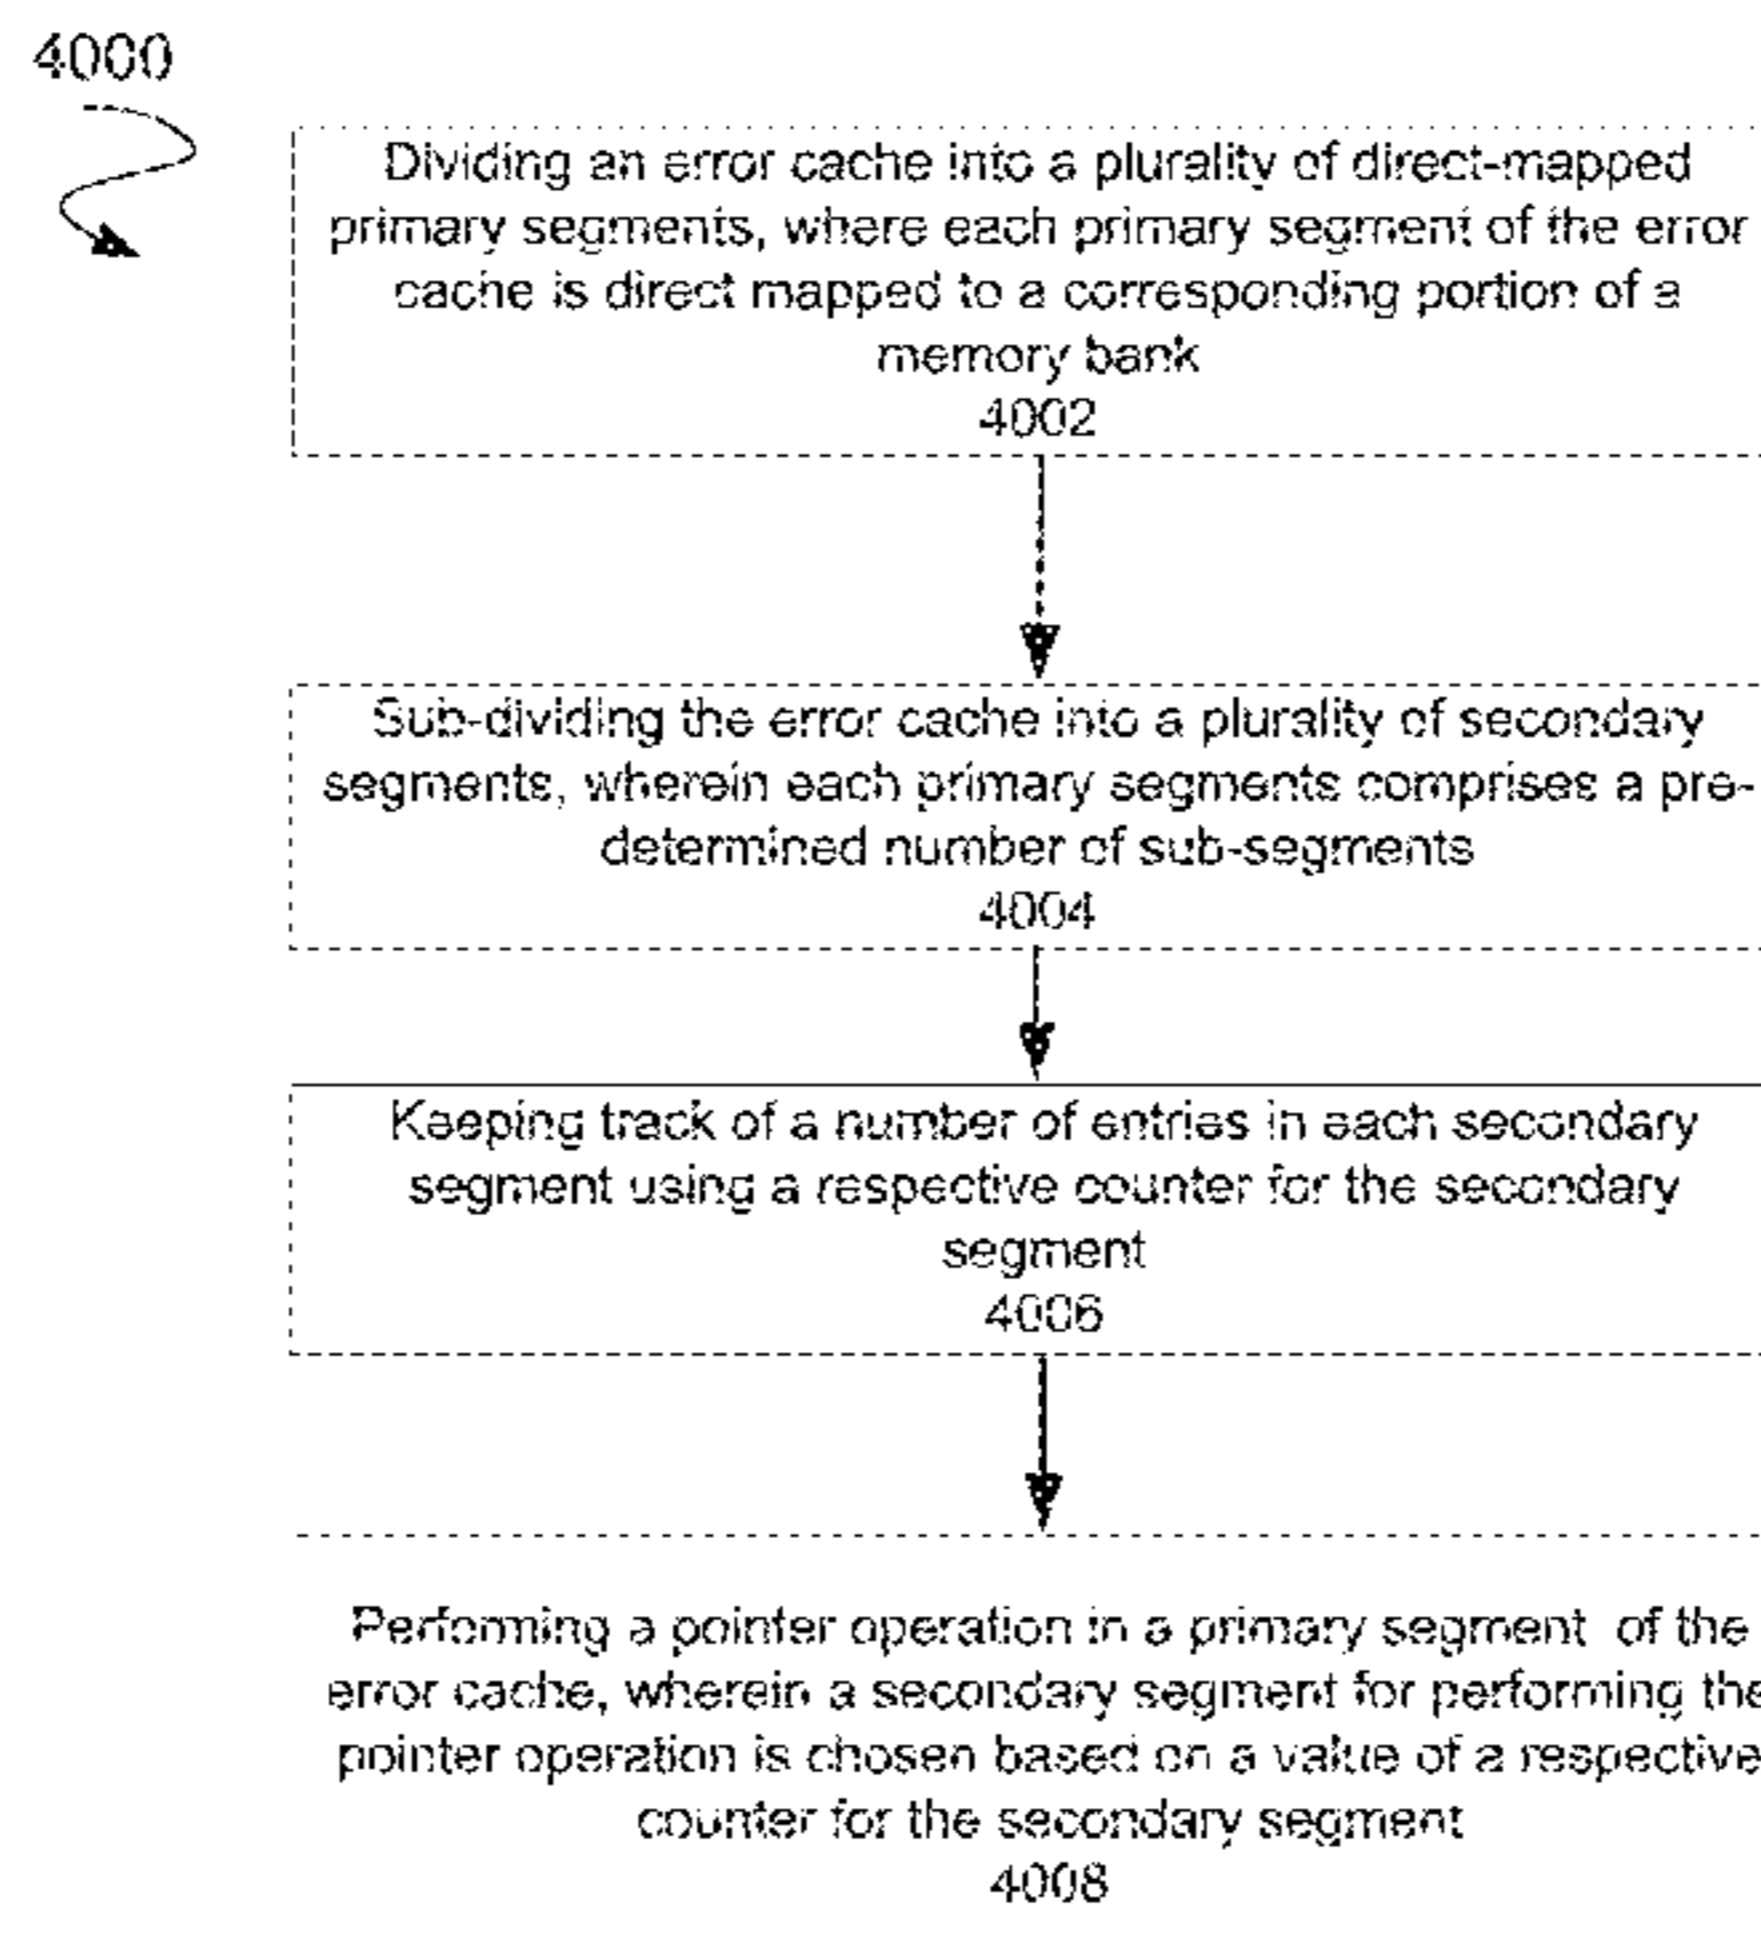 4000
Dividing an error cache into a plurality of direct-mapped
primary segments, where each primary segment of the error
cache is direct mapped to a corresponding portion of a
memory bank
4002
Sub-dividing the error cache into a plurality of secondary
segments, wherein each primary segments comprises a pre-
determined number of sub-segments
4004
Keeping track of a number of entries in each secondary
segment using a respective counter for the secondary
segment
4006
Performing a pointer operation in a primary segment of the
error cache, wherein a secondary segment for performing the
pointer operation is chosen based on a value of a respective
counter for the secondary segment
4008